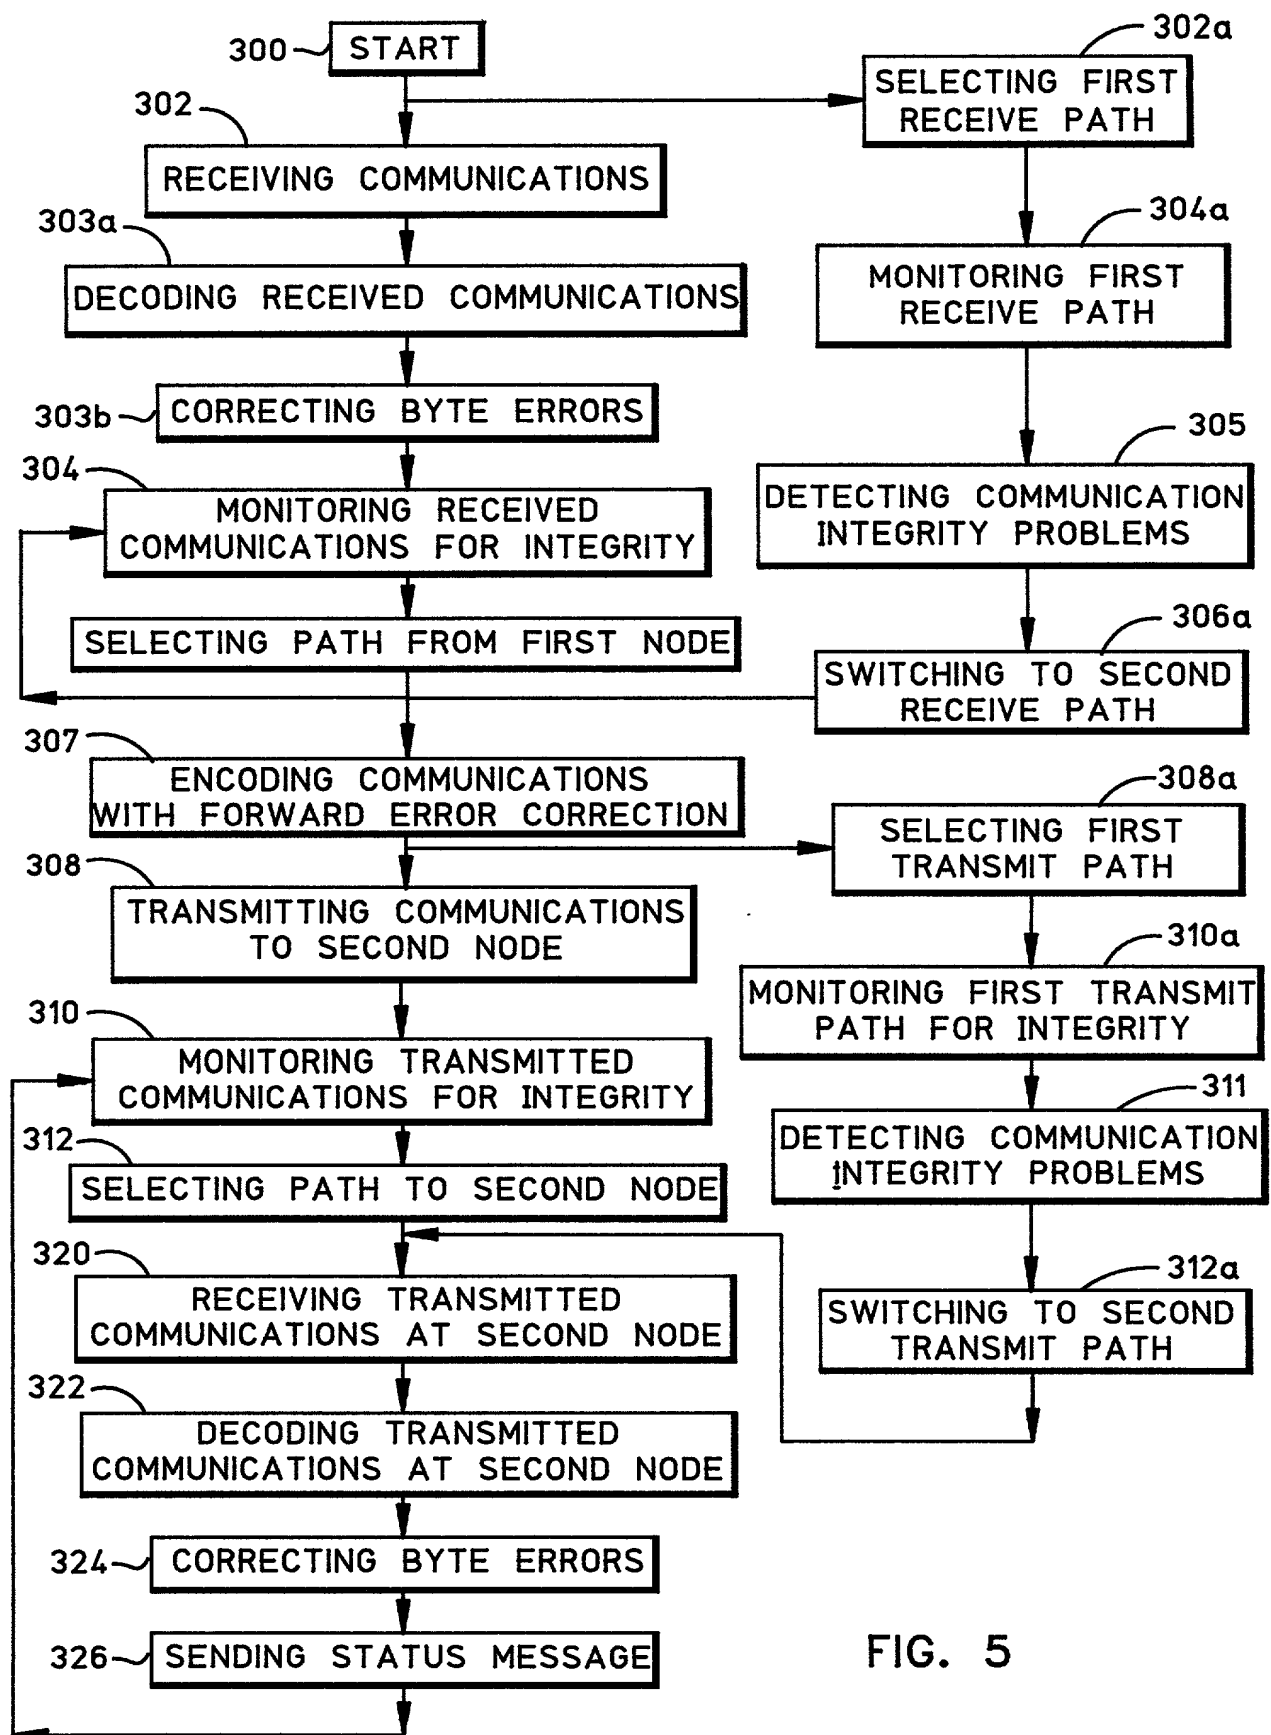 300
START
302a
SELECTING FIRST
RECEIVE PATH
302
RECEIVING COMMUNICATIONS
303a
304a
DECODING RECEIVED COMMUNICATIONS
MONITORING FIRST
RECEIVE PATH
303b
CORRECTING BYTE ERRORS
304
305
MONITORING RECEIVED
COMMUNICATIONS FOR INTEGRITY
DETECTING COMMUNICATION
INTEGRITY PROBLEMS
SELECTING PATH FROM FIRST NODE
306a
SWITCHING TO SECOND
RECEIVE PATH
307
ENCODING COMMUNICATIONS
WITH FORWARD ERROR CORRECTION
308a
SELECTING FIRST
TRANSMIT PATH
308
TRANSMITTING COMMUNICATIONS
TO SECOND NODE
310a
MONITORING FIRST TRANSMIT
PATH FOR INTEGRITY
310
MONITORING TRANSMITTED
COMMUNICATIONS FOR INTEGRITY
311
DETECTING COMMUNICATION
INTEGRITY PROBLEMS
312
SELECTING PATH TO SECOND NODE
320
RECEIVING TRANSMITTED
COMMUNICATIONS AT SECOND NODE
312a
SWITCHING TO SECOND
TRANSMIT PATH
322
DECODING TRANSMITTED
COMMUNICATIONS AT SECOND NODE
324
CORRECTING BYTE ERRORS
326
SENDING STATUS MESSAGE
FIG. 5